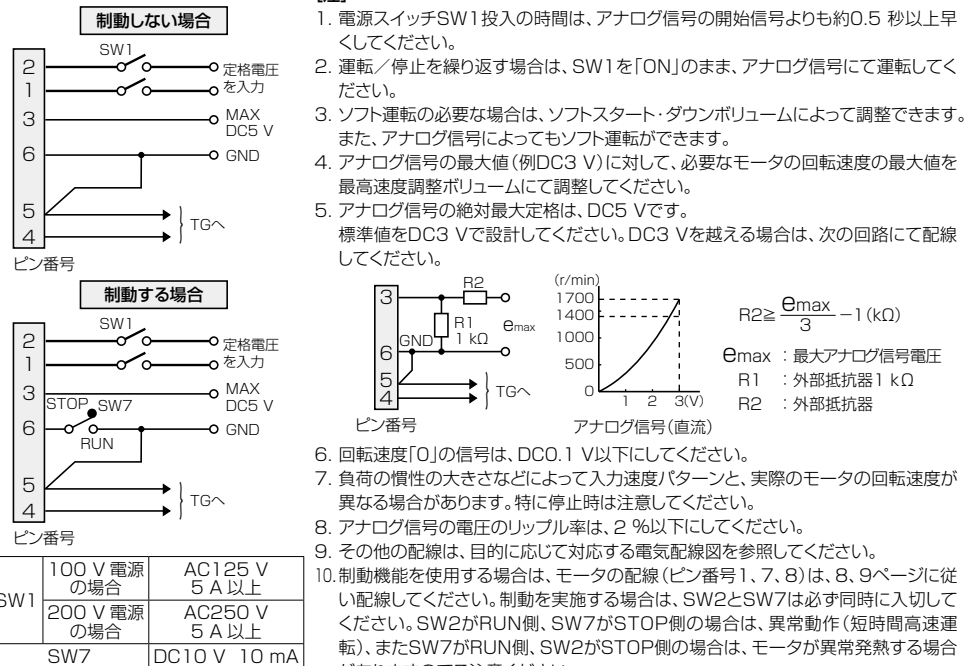 制動しない場合
SW1
2
1
3
6
5
4
定格電圧
を入力
MAX
DC5 V
GND
TGへ
ピン番号
制動する場合
SW1
2
1
3
6
5
4
定格電圧
を入力
MAX
DC5 V
STOP SW7
RUN
GND
TGへ
ピン番号
SW1
100 V 電源
の場合
AC125 V
5 A 以上
200 V 電源
の場合
AC250 V
5 A 以上
SW7
DC10 V 10 mA
1. 電源スイッチSW1投入の時間は、アナログ信号の開始信号よりも約0.5 秒以上早
くしてください。
2. 運転／停止を繰り返す場合は、SW1を「ON」のまま、アナログ信号にて運転してく
ださい。
3. ソフト運転の必要な場合は、ソフトスタート・ダウンボリュームによって調整できます。
また、アナログ信号によってもソフト運転ができます。
4. アナログ信号の最大値（例DC3 V）に対して、必要なモータの回転速度の最大値を
最高速度調整ボリュームにて調整してください。
5. アナログ信号の絶対最大定格は、DC5 Vです。
標準値をDC3 Vで設計してください。DC3 Vを越える場合は、次の回路にて配線
してください。
3
6
5
4
R2
R1
1 kΩ
emax
GND
TGへ
ピン番号
(r/min)
1700
1400
1000
500
0
1 2 3(V)
アナログ信号（直流）
R2≧ emax/3 −1（kΩ）
emax ：最大アナログ信号電圧
R1 ：外部抵抗器1 kΩ
R2 ：外部抵抗器
6. 回転速度「0」の信号は、DC0.1 V以下にしてください。
7. 負荷の慣性の大きさなどによって入力速度パターンと、実際のモータの回転速度が
異なる場合があります。特に停止時は注意してください。
8. アナログ信号の電圧のリップル率は、2 %以下にしてください。
9. その他の配線は、目的に応じて対応する電気配線図を参照してください。
10.制動機能を使用する場合は、モータの配線（ピン番号1、7、8）は、8、9ページに従
い配線してください。制動を実施する場合は、SW2とSW7は必ず同時に入切して
ください。SW2がRUN側、SW7がSTOP側の場合は、異常動作（短時間高速運
転）、またSW7がRUN側、SW2がSTOP側の場合は、モータが異常発熱する場合